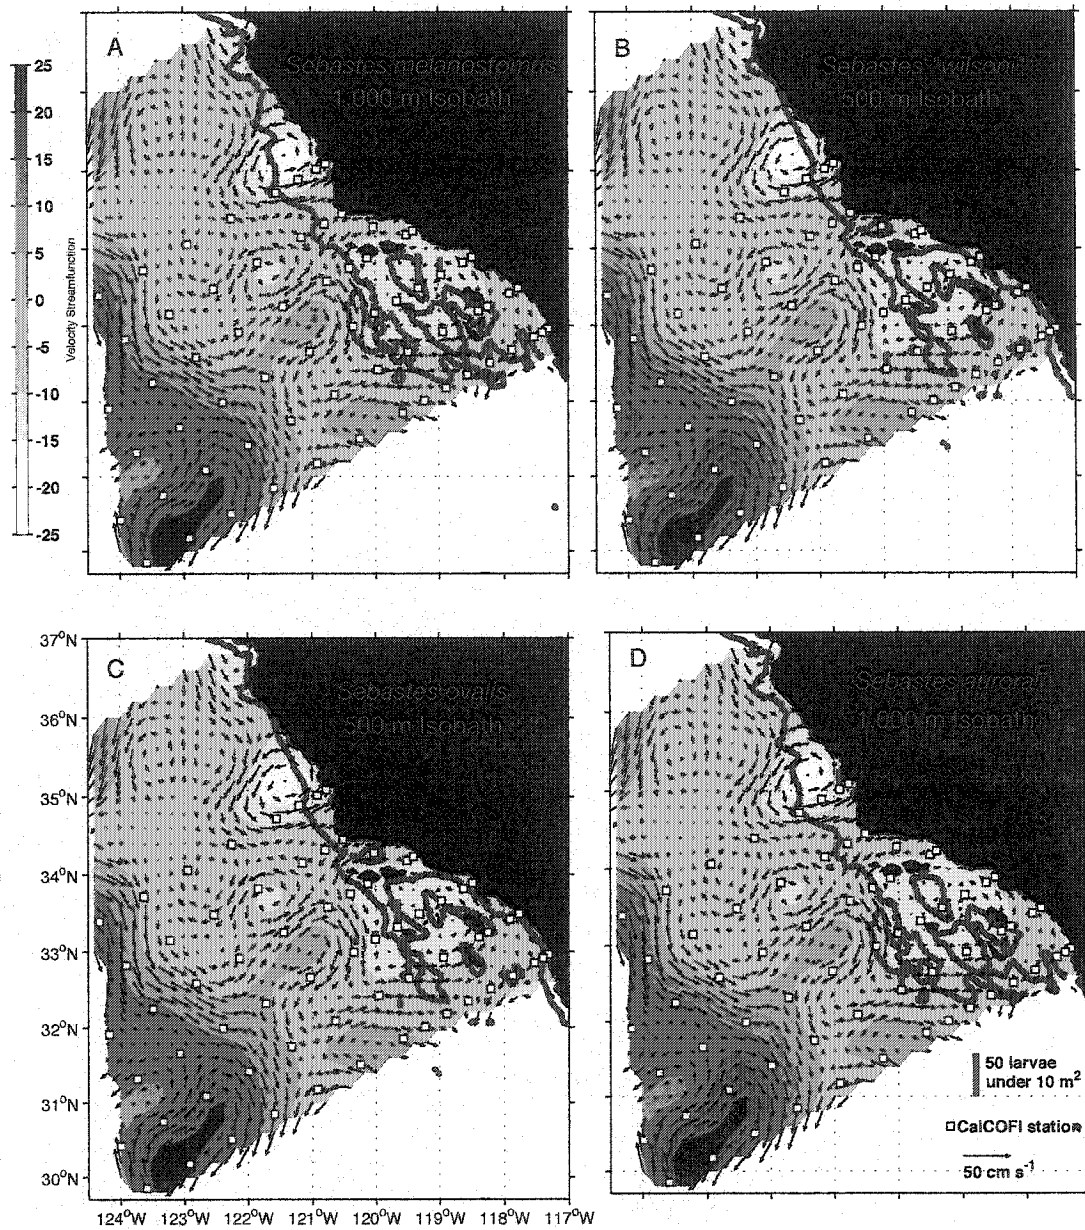 A
Sebastes melanostomus
1,000 m Isobath
B
Sebastes wilsoni
500 m Isobath
25
20
15
10
5
0
-5
-10
-15
-20
-25
Velocity Streamfunction
C
Sebastes ovalis
500 m Isobath
D
Sebastes aurora
1,000 m Isobath
37°N
36°N
35°N
34°N
33°N
32°N
31°N
30°N
50 larvae
under 10 m²
CalCOFI station
50 cm s⁻¹
124°W 123°W 122°W 121°W 120°W 119°W 118°W 117°W